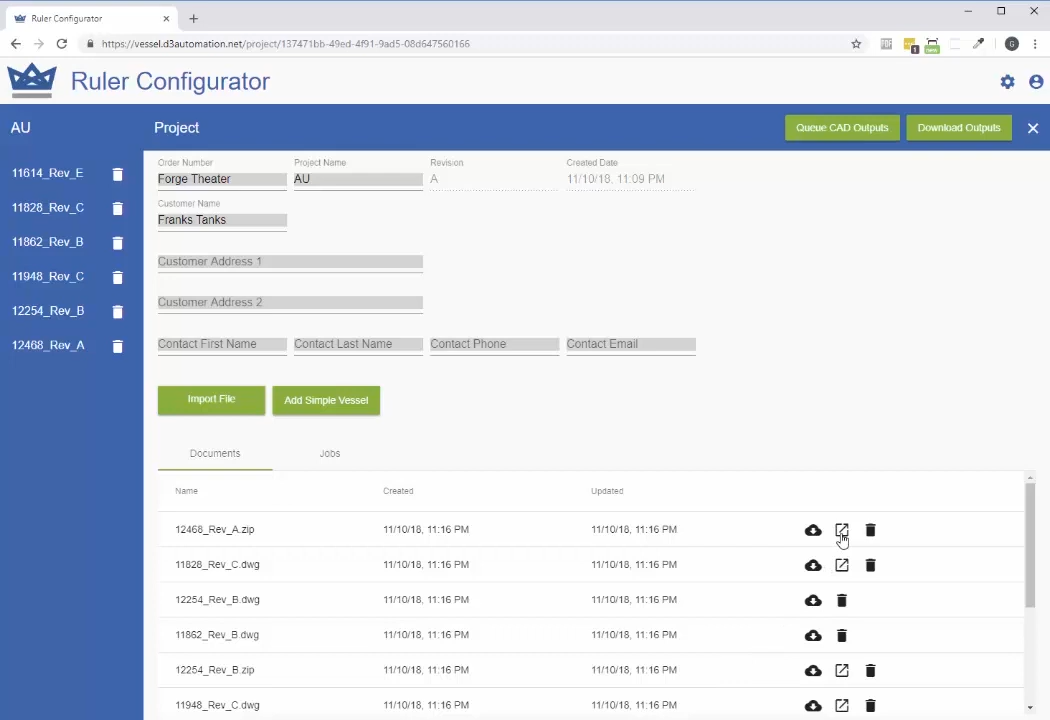 Ruler Configurator
https://vessel.d3automation.net/project/137471bb-49ed-4f91-9ad5-08d647560166
1
new
G
Ruler Configurator
AU
Project
Queue CAD Outputs
Download Outputs
11614_Rev_E
11828_Rev_C
11862_Rev_B
11948_Rev_C
12254_Rev_B
12468_Rev_A
Order Number
Project Name
Revision
Created Date
Forge Theater
AU
A
11/10/18, 11:09 PM
Customer Name
Franks Tanks
Customer Address 1
Customer Address 2
Contact First Name
Contact Last Name
Contact Phone
Contact Email
Import File
Add Simple Vessel
Documents
Jobs
Name Created Updated
12468_Rev_A.zip 11/10/18, 11:16 PM 11/10/18, 11:16 PM
11828_Rev_C.dwg 11/10/18, 11:16 PM 11/10/18, 11:16 PM
12254_Rev_B.dwg 11/10/18, 11:16 PM 11/10/18, 11:16 PM
11862_Rev_B.dwg 11/10/18, 11:16 PM 11/10/18, 11:16 PM
12254_Rev_B.zip 11/10/18, 11:16 PM 11/10/18, 11:16 PM
11948_Rev_C.dwg 11/10/18, 11:16 PM 11/10/18, 11:16 PM